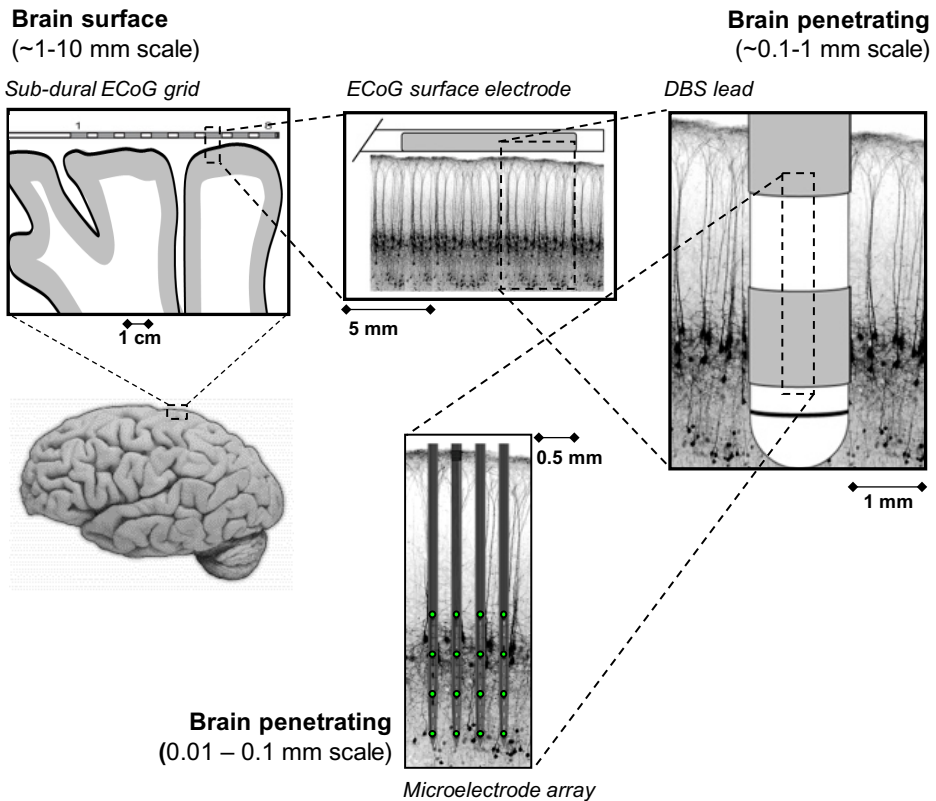 Brain surface
(~1-10 mm scale)
Sub-dural ECoG grid
1
8
1 cm
ECoG surface electrode
5 mm
Brain penetrating
(~0.1-1 mm scale)
DBS lead
1 mm
0.5 mm
Brain penetrating
(0.01 – 0.1 mm scale)
Microelectrode array